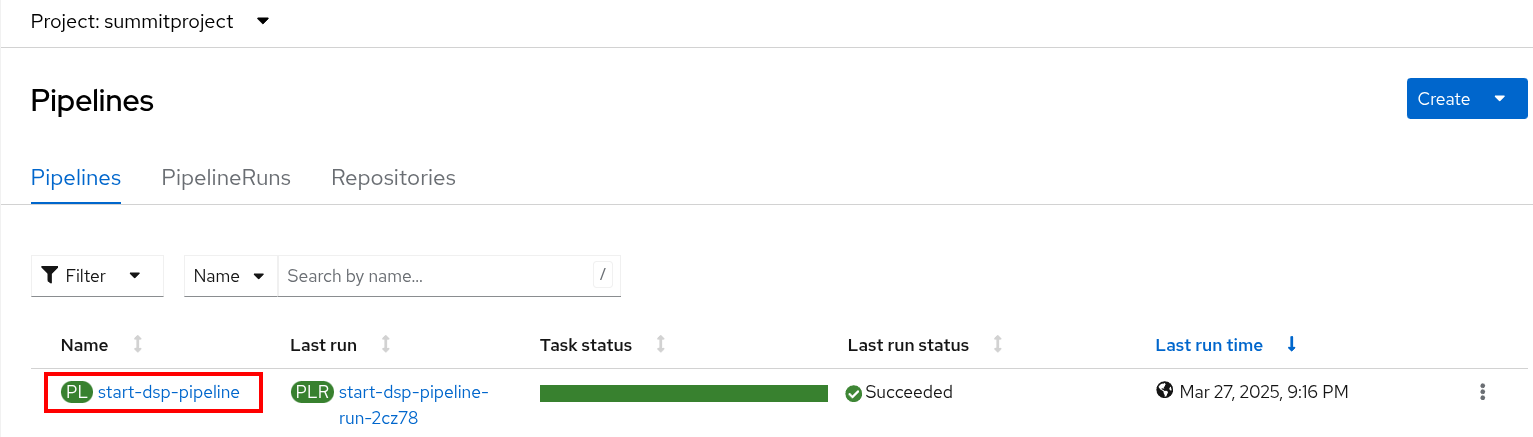 Project: summitproject
Pipelines
Create
Pipelines PipelineRuns Repositories
Filter Name Search by name... /
Name Last run Task status Last run status Last run time
PL start-dsp-pipeline PLR start-dsp-pipeline- Succeeded Mar 27, 2025, 9:16 PM
run-2cz78